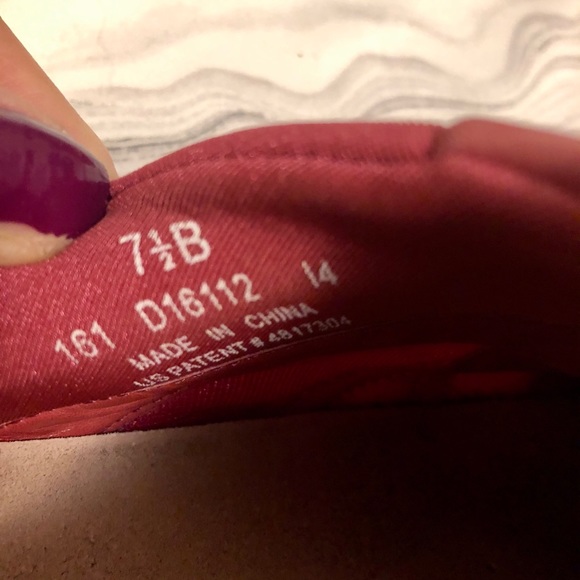 7½B
161 D16112 14
MADE IN CHINA
US PATENT # 4817304